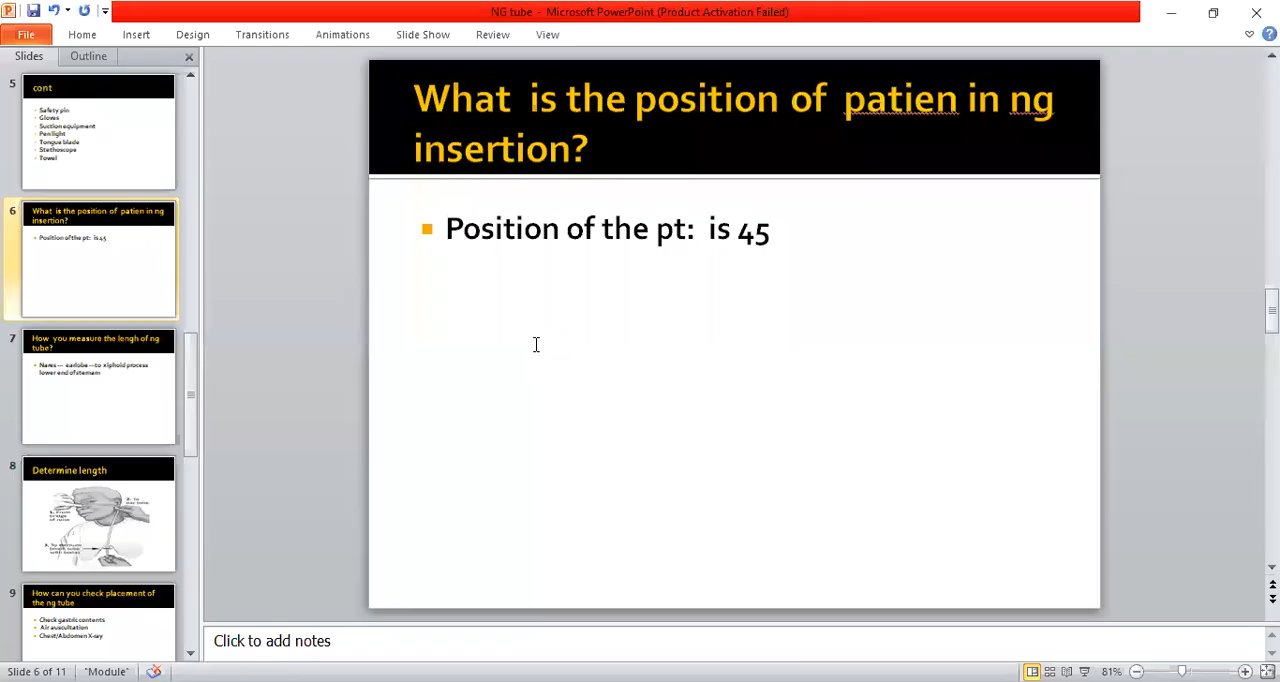 NG tube - Microsoft PowerPoint (Product Activation Failed)
File Home Insert Design Transitions Animations Slide Show Review View
Slides Outline
5
cont
Safety pin
Gloves
Suction equipment
Pen light
Tongue blade
Stethoscope
Towel
6
What is the position of patien in ng
insertion?
Position of the pt: is 45
7
How you measure the lengh of ng
tube?
Nares --- earlobe ---to xiphoid process
lower end of sternam
8
Determine length
9
How can you check placement of
the ng tube
Check gastric contents
Air auscultation
Chest/Abdomen X-ray
What is the position of patien in ng
insertion?
Position of the pt: is 45
Click to add notes
Slide 6 of 11 "Module" 81%